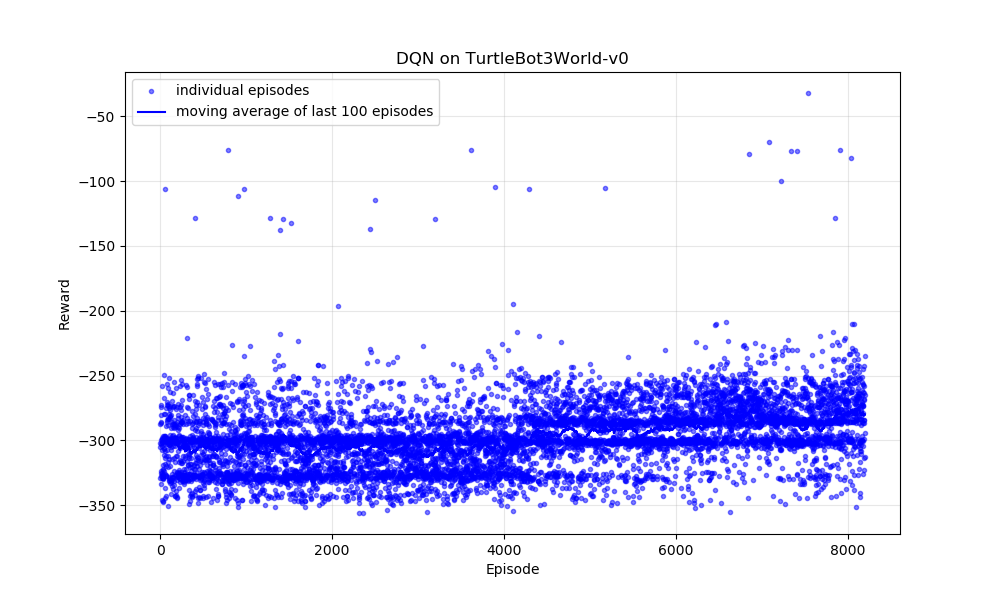 DQN on TurtleBot3World-v0
individual episodes
moving average of last 100 episodes
Reward
−50
−100
−150
−200
−250
−300
−350
0 2000 4000 6000 8000
Episode